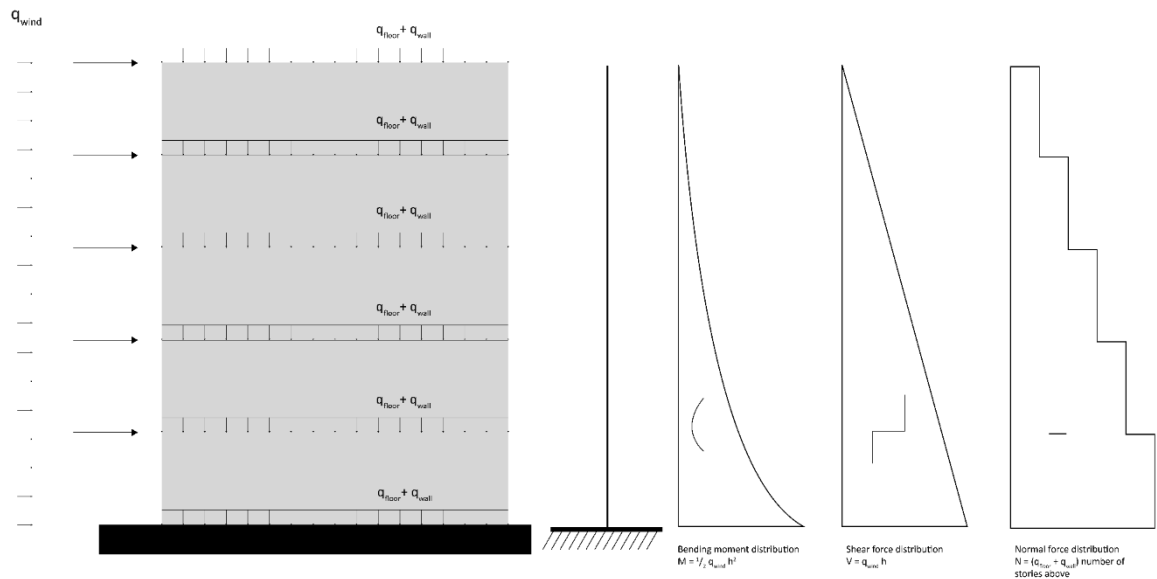 q_wind
q_floor + q_wall
q_floor + q_wall
q_floor + q_wall
q_floor + q_wall
q_floor + q_wall
q_floor + q_wall
Bending moment distribution
M = ¹/₂ q_wind h²
Shear force distribution
V = q_wind h
Normal force distribution
N = (q_floor + q_wall) number of
stories above